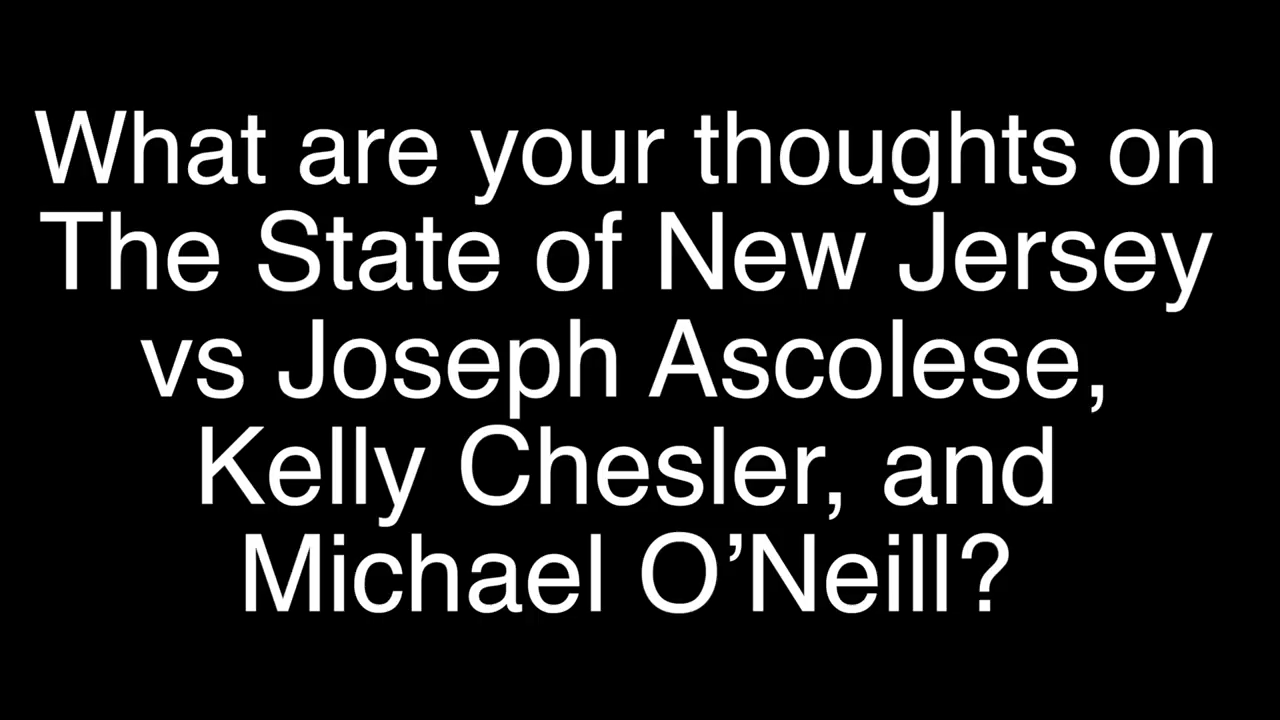 What are your thoughts on
The State of New Jersey
vs Joseph Ascolese,
Kelly Chesler, and
Michael O’Neill?